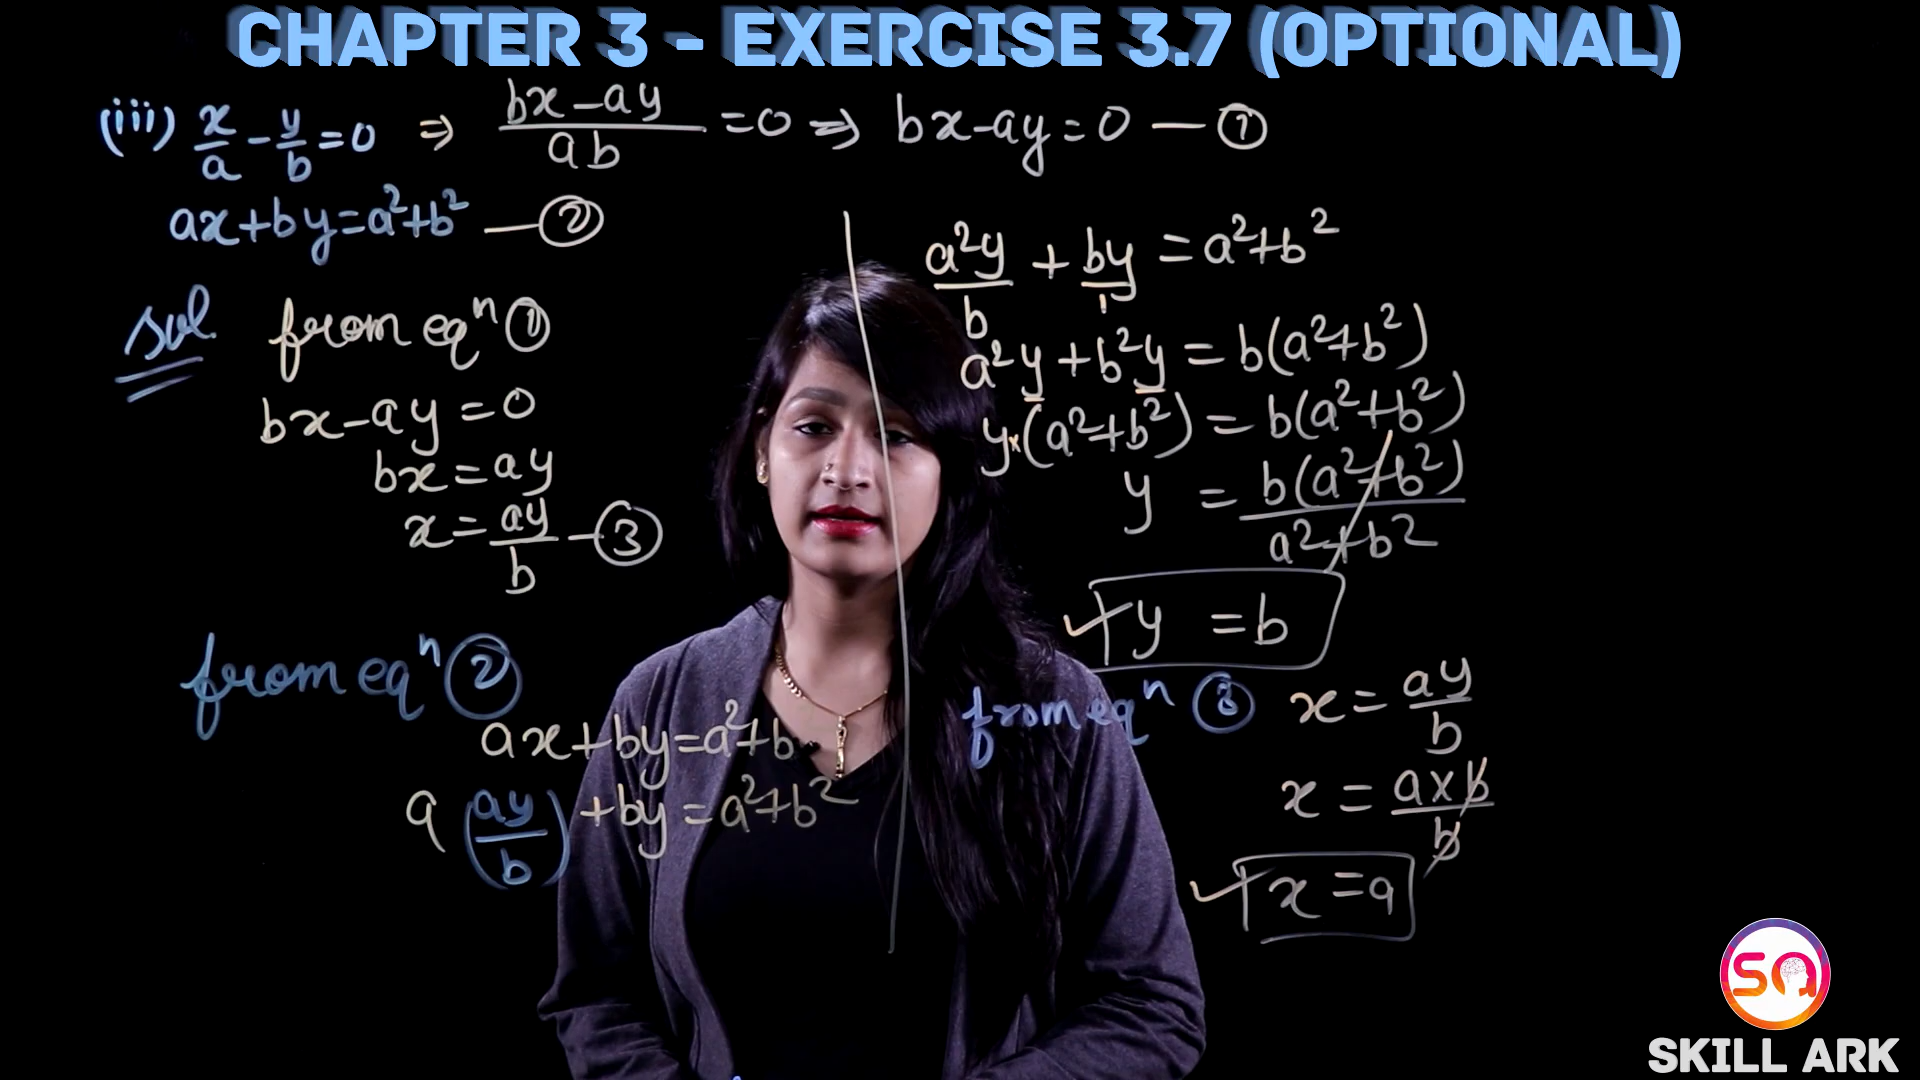 CHAPTER 3 - EXERCISE 3.7 (OPTIONAL)
(iii) x/a - y/b = 0 ⇒ (bx - ay)/ab = 0 ⇒ bx - ay = 0 — ①
ax + by = a² + b² — ②
Sol
from eqⁿ ①
bx - ay = 0
bx = ay
x = ay/b — ③
from eqⁿ ②
ax + by = a² + b
a (ay/b) + by = a² + b²
a²y/b + by/1 = a² + b²
a²y + b²y = b(a² + b²)
y×(a² + b²) = b(a² + b²)
y = b(a² + b²)/a² + b²
y = b
from eqⁿ ③ x = ay/b
x = a×b/b
x = a
SA
SKILL ARK